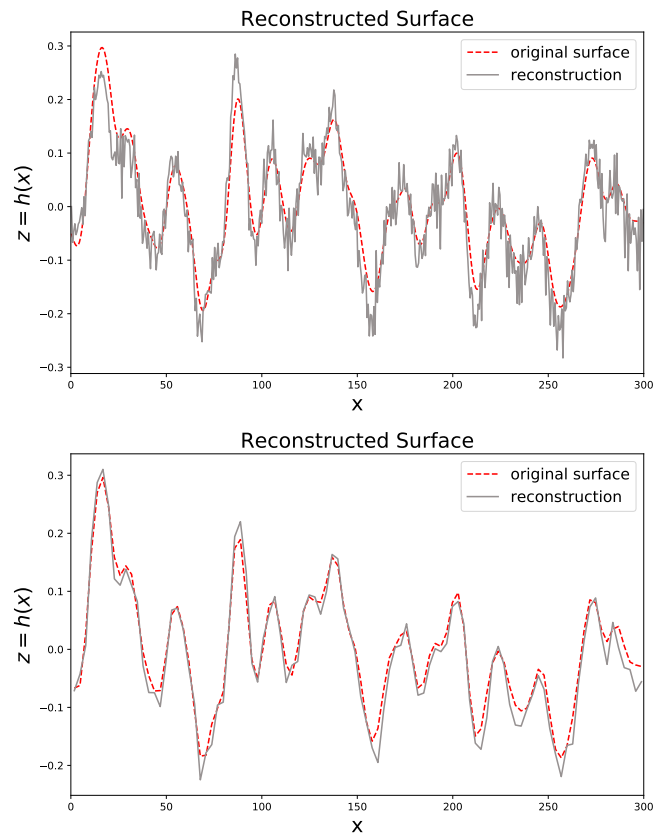 Reconstructed Surface
original surface
reconstruction
0.3
0.2
0.1
0.0
−0.1
−0.2
−0.3
z = h(x)
0 50 100 150 200 250 300
x
Reconstructed Surface
original surface
reconstruction
0.3
0.2
0.1
0.0
−0.1
−0.2
z = h(x)
0 50 100 150 200 250 300
x